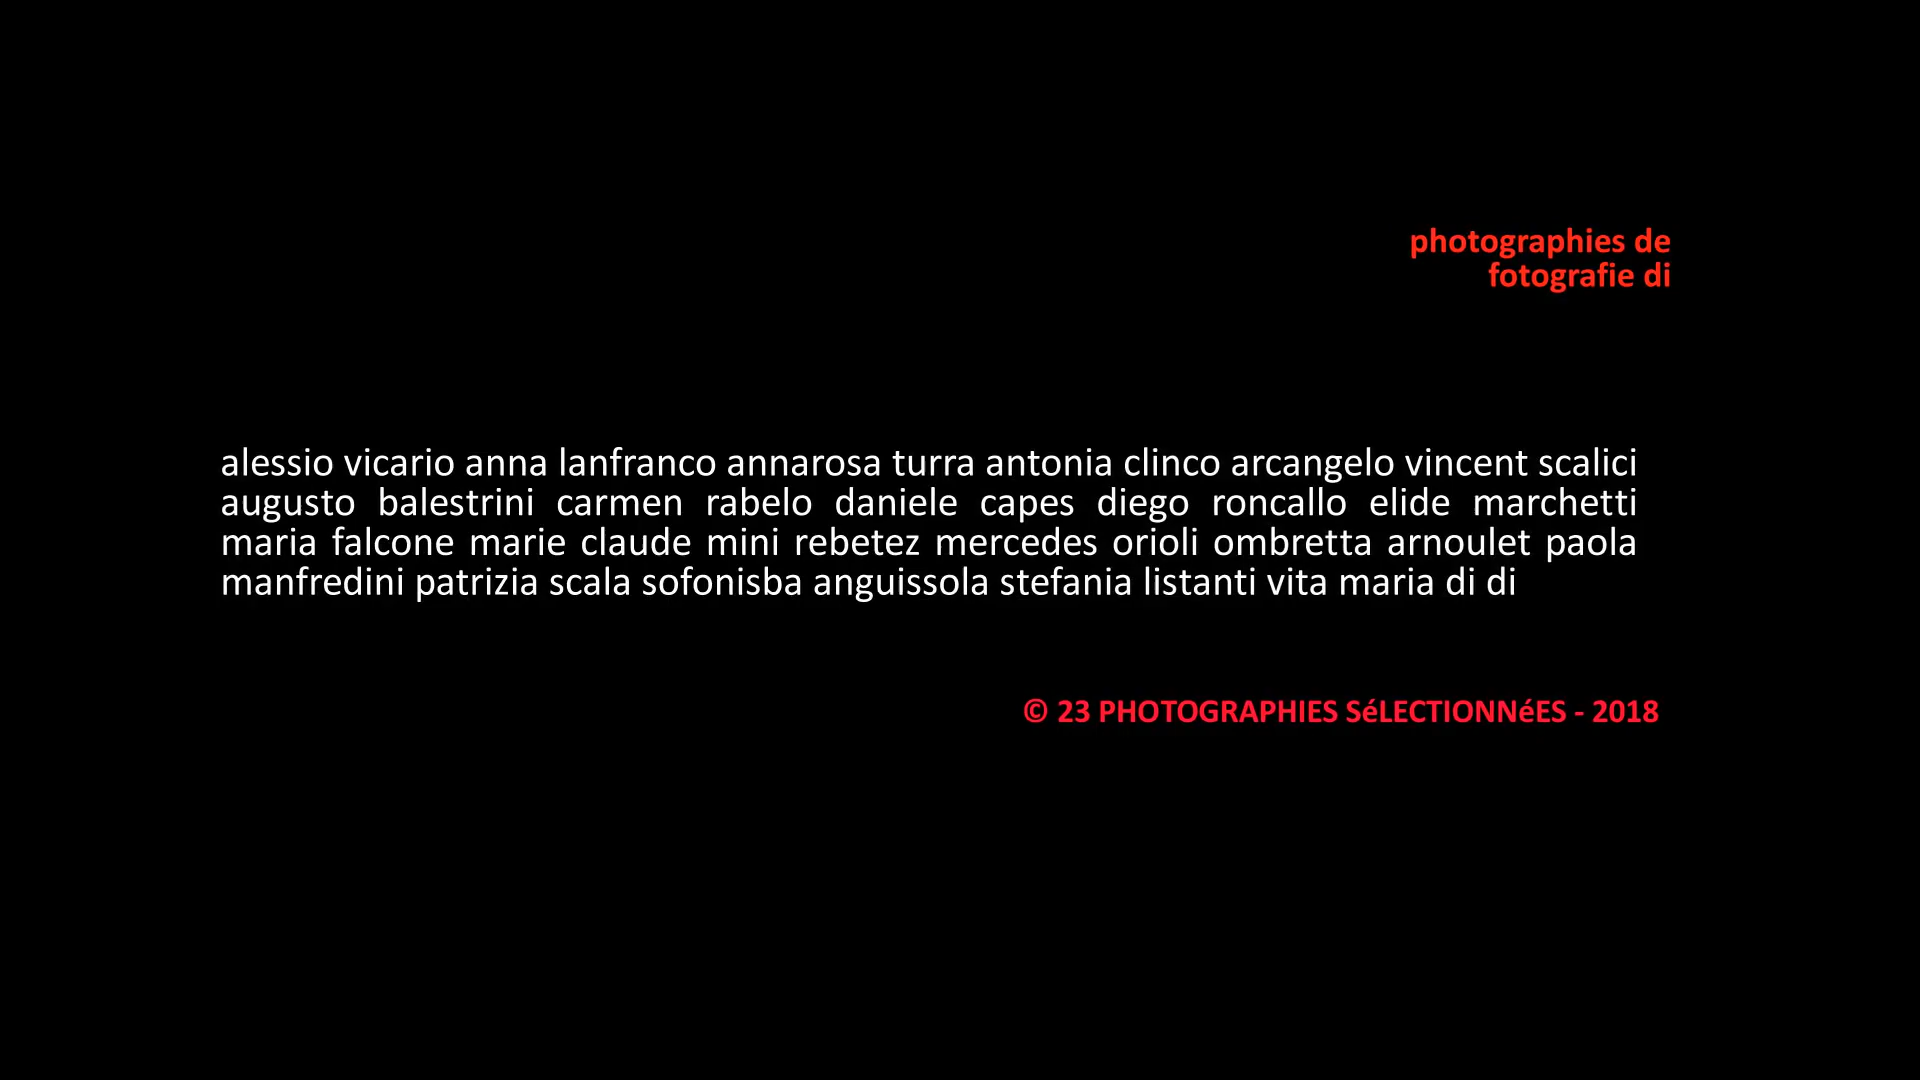 photographies de
fotografie di
alessio vicario anna lanfranco annarosa turra antonia clinco arcangelo vincent scalici
augusto balestrini carmen rabelo daniele capes diego roncallo elide marchetti
maria falcone marie claude mini rebetez mercedes orioli ombretta arnoulet paola
manfredini patrizia scala sofonisba anguissola stefania listanti vita maria di di
© 23 PHOTOGRAPHIES SéLECTIONNéES - 2018